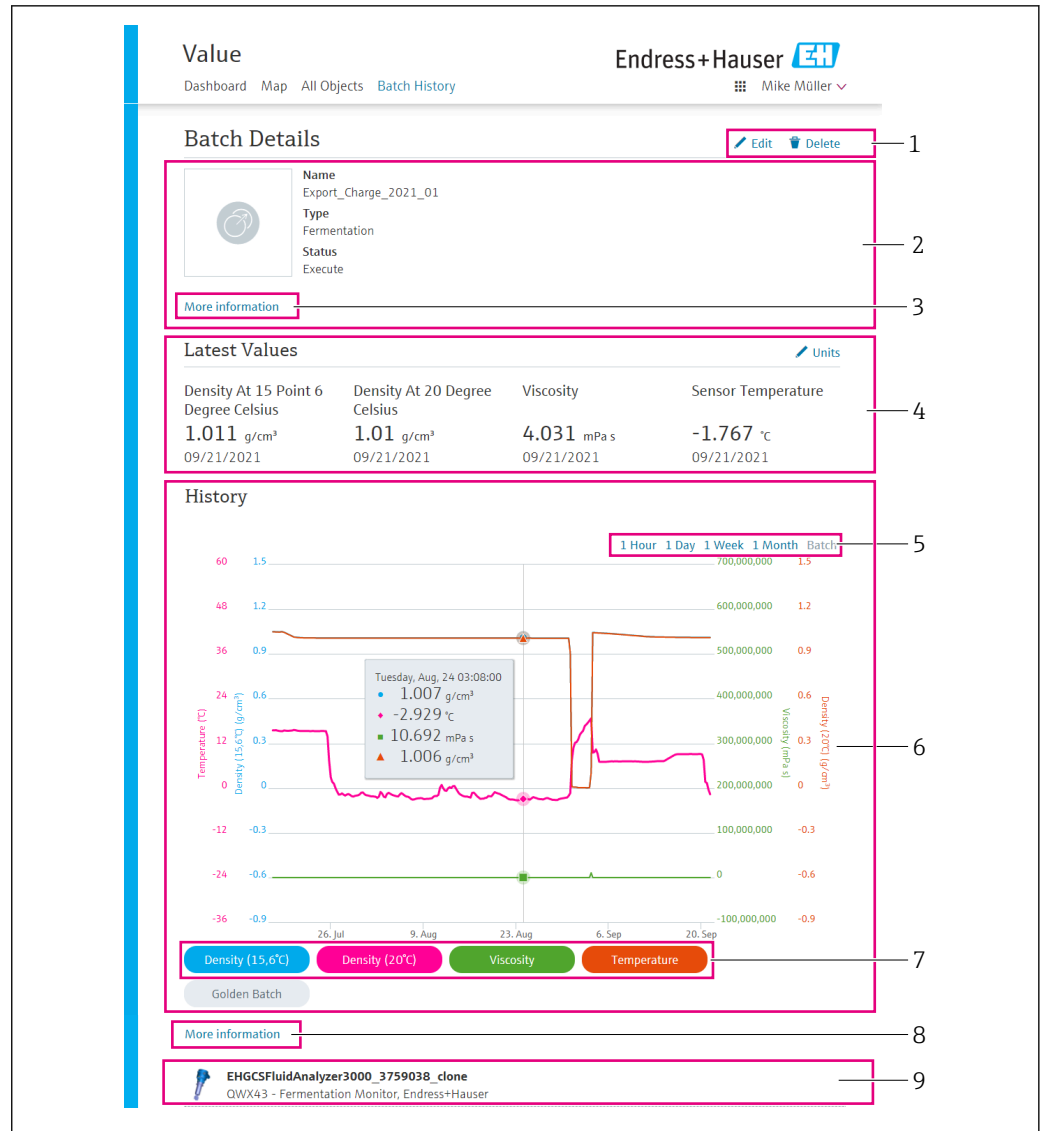 Value
Endress+Hauser EH
Dashboard Map All Objects Batch History
Mike Müller
Batch Details
Edit Delete
1
Name
Export_Charge_2021_01
Type
Fermentation
Status
Execute
2
More information
3
Latest Values
Units
Density At 15 Point 6 Degree Celsius
Density At 20 Degree Celsius
Viscosity
Sensor Temperature
4
1.011 g/cm³
1.01 g/cm³
4.031 mPa s
-1.767 °C
09/21/2021
09/21/2021
09/21/2021
09/21/2021
History
1 Hour 1 Day 1 Week 1 Month Batch
5
60 1.5 700,000,000 1.5
48 1.2 600,000,000 1.2
36 0.9 500,000,000 0.9
24 0.6 400,000,000 0.6
12 0.3 300,000,000 0.3
0 0 200,000,000 0
-12 -0.3 100,000,000 -0.3
-24 -0.6 0 -0.6
-36 -0.9 -100,000,000 -0.9
Temperature (°C)
Density (15,6°C) (g/cm³)
Viscosity (mPa s)
Density (20°C) (g/cm³)
6
Tuesday, Aug, 24 03:08:00
1.007 g/cm³
-2.929 °C
10.692 mPa s
1.006 g/cm³
26. Jul 9. Aug 23. Aug 6. Sep 20. Sep
Density (15,6°C) Density (20°C) Viscosity Temperature
7
Golden Batch
More information
8
EHGCSFluidAnalyzer3000_3759038_clone
QWX43 - Fermentation Monitor, Endress+Hauser
9